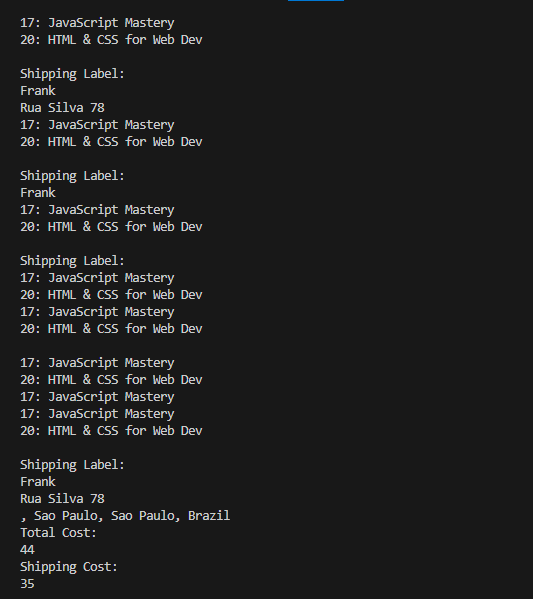 17: JavaScript Mastery
20: HTML & CSS for Web Dev
Shipping Label:
Frank
Rua Silva 78
17: JavaScript Mastery
20: HTML & CSS for Web Dev
Shipping Label:
Frank
17: JavaScript Mastery
20: HTML & CSS for Web Dev
Shipping Label:
17: JavaScript Mastery
20: HTML & CSS for Web Dev
17: JavaScript Mastery
20: HTML & CSS for Web Dev
17: JavaScript Mastery
20: HTML & CSS for Web Dev
17: JavaScript Mastery
17: JavaScript Mastery
20: HTML & CSS for Web Dev
Shipping Label:
Frank
Rua Silva 78
, Sao Paulo, Sao Paulo, Brazil
Total Cost:
44
Shipping Cost:
35